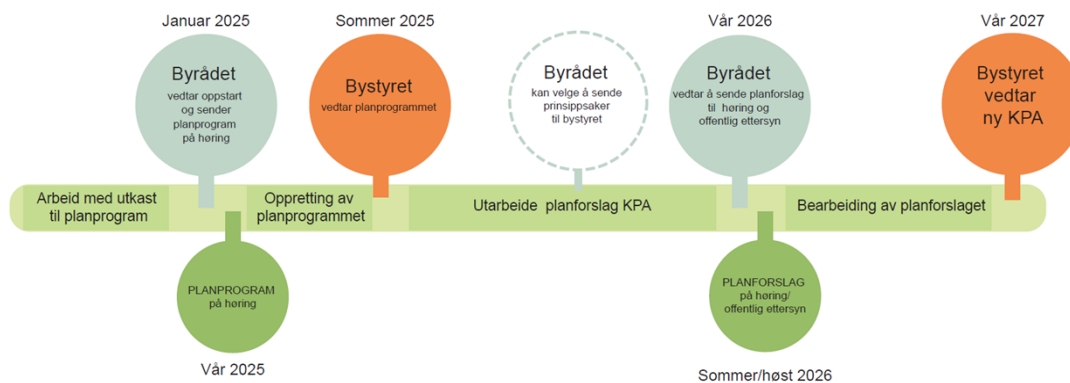 Januar 2025
Byrådet
vedtar oppstart
og sender
planprogram
på høring
Sommer 2025
Bystyret
vedtar planprogrammet
Byrådet
kan velge å sende
prinsippsaker
til bystyret
Vår 2026
Byrådet
vedtar å sende planforslag
til høring og
offentlig ettersyn
Vår 2027
Bystyret
vedtar
ny KPA
Arbeid med utkast
til planprogram
Oppretting av
planprogrammet
Utarbeide planforslag KPA
Bearbeiding av planforslaget
PLANPROGRAM
på høring
Vår 2025
PLANFORSLAG
på høring/
offentlig ettersyn
Sommer/høst 2026